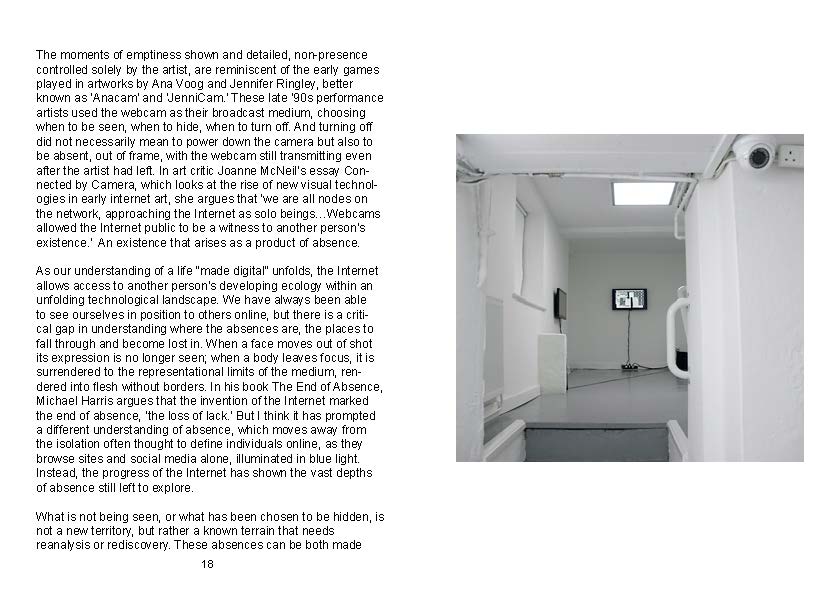 The moments of emptiness shown and detailed, non-presence
controlled solely by the artist, are reminiscent of the early games
played in artworks by Ana Voog and Jennifer Ringley, better
known as 'Anacam' and 'JenniCam.' These late '90s performance
artists used the webcam as their broadcast medium, choosing
when to be seen, when to hide, when to turn off. And turning off
did not necessarily mean to power down the camera but also to
be absent, out of frame, with the webcam still transmitting even
after the artist had left. In art critic Joanne McNeil's essay Con-
nected by Camera, which looks at the rise of new visual technol-
ogies in early internet art, she argues that 'we are all nodes on
the network, approaching the Internet as solo beings…Webcams
allowed the Internet public to be a witness to another person's
existence.' An existence that arises as a product of absence.
As our understanding of a life "made digital" unfolds, the Internet
allows access to another person's developing ecology within an
unfolding technological landscape. We have always been able
to see ourselves in position to others online, but there is a criti-
cal gap in understanding where the absences are, the places to
fall through and become lost in. When a face moves out of shot
its expression is no longer seen; when a body leaves focus, it is
surrendered to the representational limits of the medium, ren-
dered into flesh without borders. In his book The End of Absence,
Michael Harris argues that the invention of the Internet marked
the end of absence, 'the loss of lack.' But I think it has prompted
a different understanding of absence, which moves away from
the isolation often thought to define individuals online, as they
browse sites and social media alone, illuminated in blue light.
Instead, the progress of the Internet has shown the vast depths
of absence still left to explore.
What is not being seen, or what has been chosen to be hidden, is
not a new territory, but rather a known terrain that needs
reanalysis or rediscovery. These absences can be both made
18